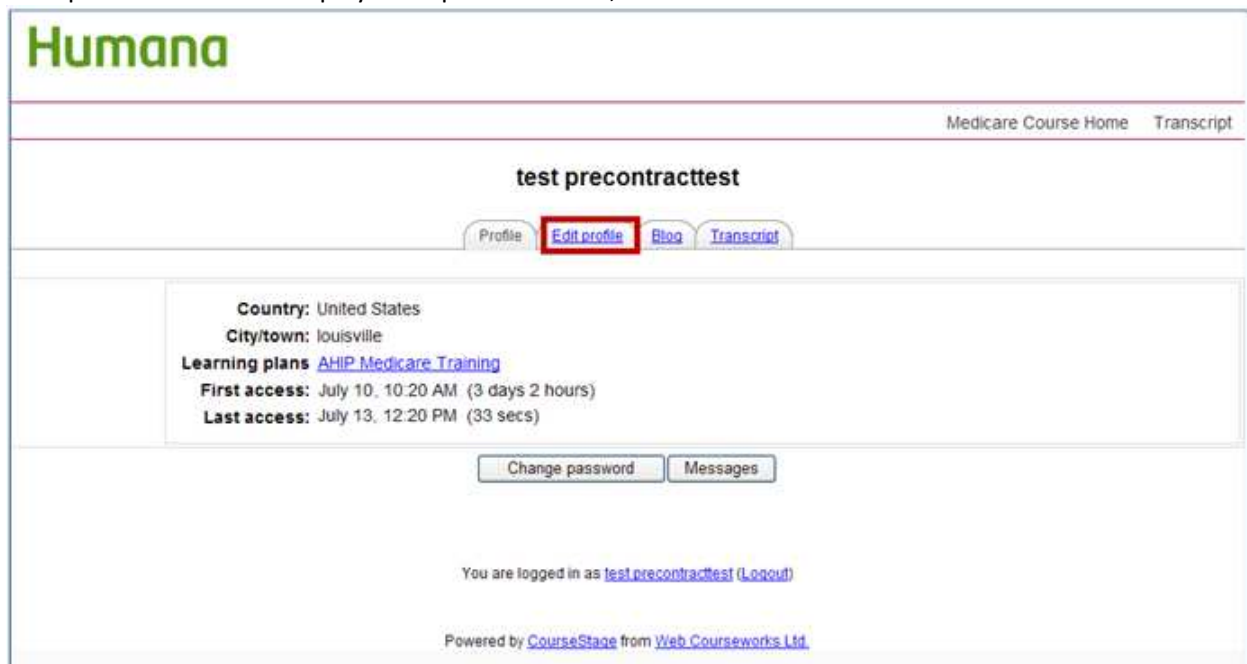 Humana
Medicare Course Home Transcript
test precontracttest
Profile Edit profile Blog Transcript
Country: United States
City/town: louisville
Learning plans AHIP Medicare Training
First access: July 10, 10:20 AM (3 days 2 hours)
Last access: July 13, 12:20 PM (33 secs)
Change password Messages
You are logged in as test precontracttest (Logout)
Powered by CourseStage from Web Courseworks Ltd.